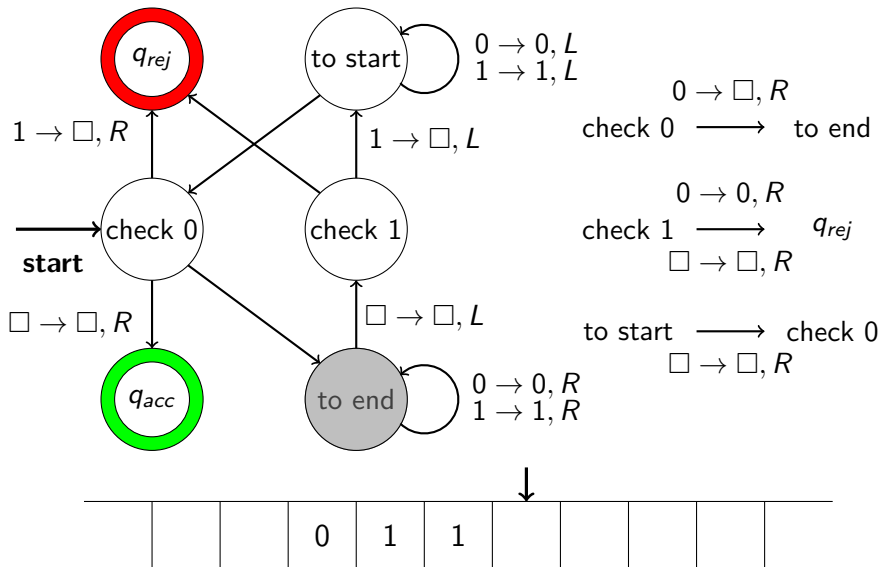 q_rej
to start
0 → 0, L
1 → 1, L
0 → □, R
check 0
to end
1 → □, R
1 → □, L
0 → 0, R
check 1
q_rej
□ → □, R
check 0
check 1
start
□ → □, R
□ → □, L
to start
check 0
□ → □, R
q_acc
to end
0 → 0, R
1 → 1, R
0 1 1